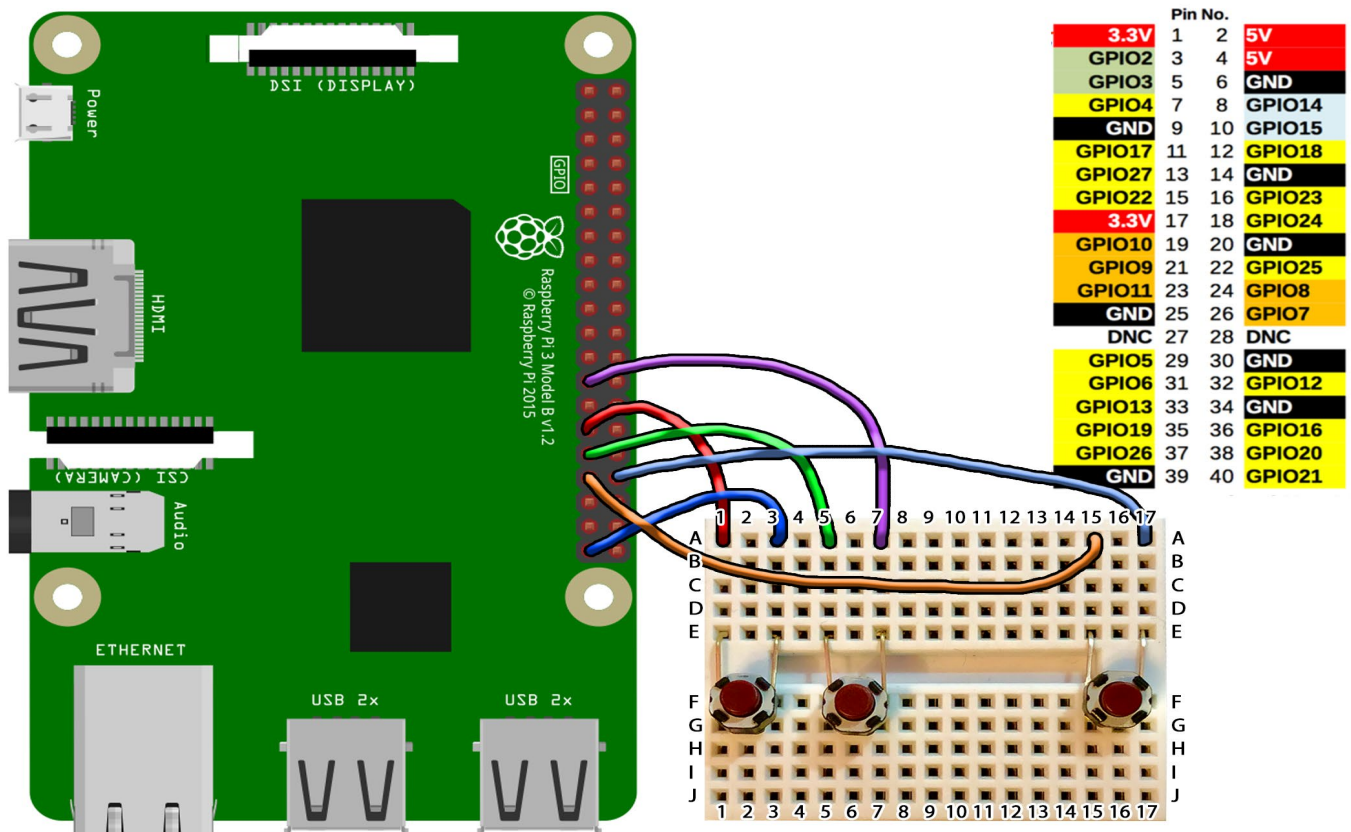 DSI (DISPLAY)
Power
GPIO
HDMI
Raspberry Pi 3 Model B v1.2
© Raspberry Pi 2015
CSI (CAMERA)
Audio
ETHERNET
USB 2x
USB 2x
Pin No.
3.3V 1 2 5V
GPIO2 3 4 5V
GPIO3 5 6 GND
GPIO4 7 8 GPIO14
GND 9 10 GPIO15
GPIO17 11 12 GPIO18
GPIO27 13 14 GND
GPIO22 15 16 GPIO23
3.3V 17 18 GPIO24
GPIO10 19 20 GND
GPIO9 21 22 GPIO25
GPIO11 23 24 GPIO8
GND 25 26 GPIO7
DNC 27 28 DNC
GPIO5 29 30 GND
GPIO6 31 32 GPIO12
GPIO13 33 34 GND
GPIO19 35 36 GPIO16
GPIO26 37 38 GPIO20
GND 39 40 GPIO21
1 2 3 4 5 6 7 8 9 10 11 12 13 14 15 16 17
A A
B B
C C
D D
E E
F F
G G
H H
I I
J J
1 2 3 4 5 6 7 8 9 10 11 12 13 14 15 16 17